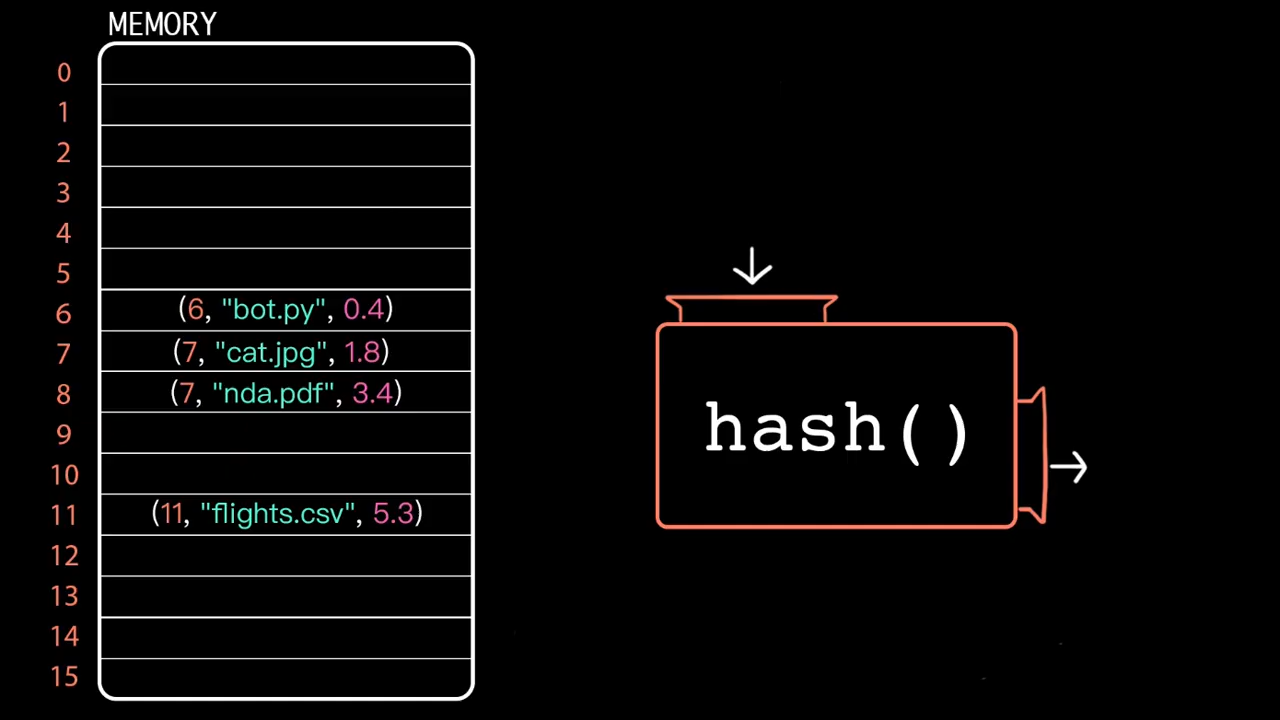 MEMORY
0
1
2
3
4
5
6 (6, "bot.py", 0.4)
7 (7, "cat.jpg", 1.8)
8 (7, "nda.pdf", 3.4)
9
10
11 (11, "flights.csv", 5.3)
12
13
14
15
hash()